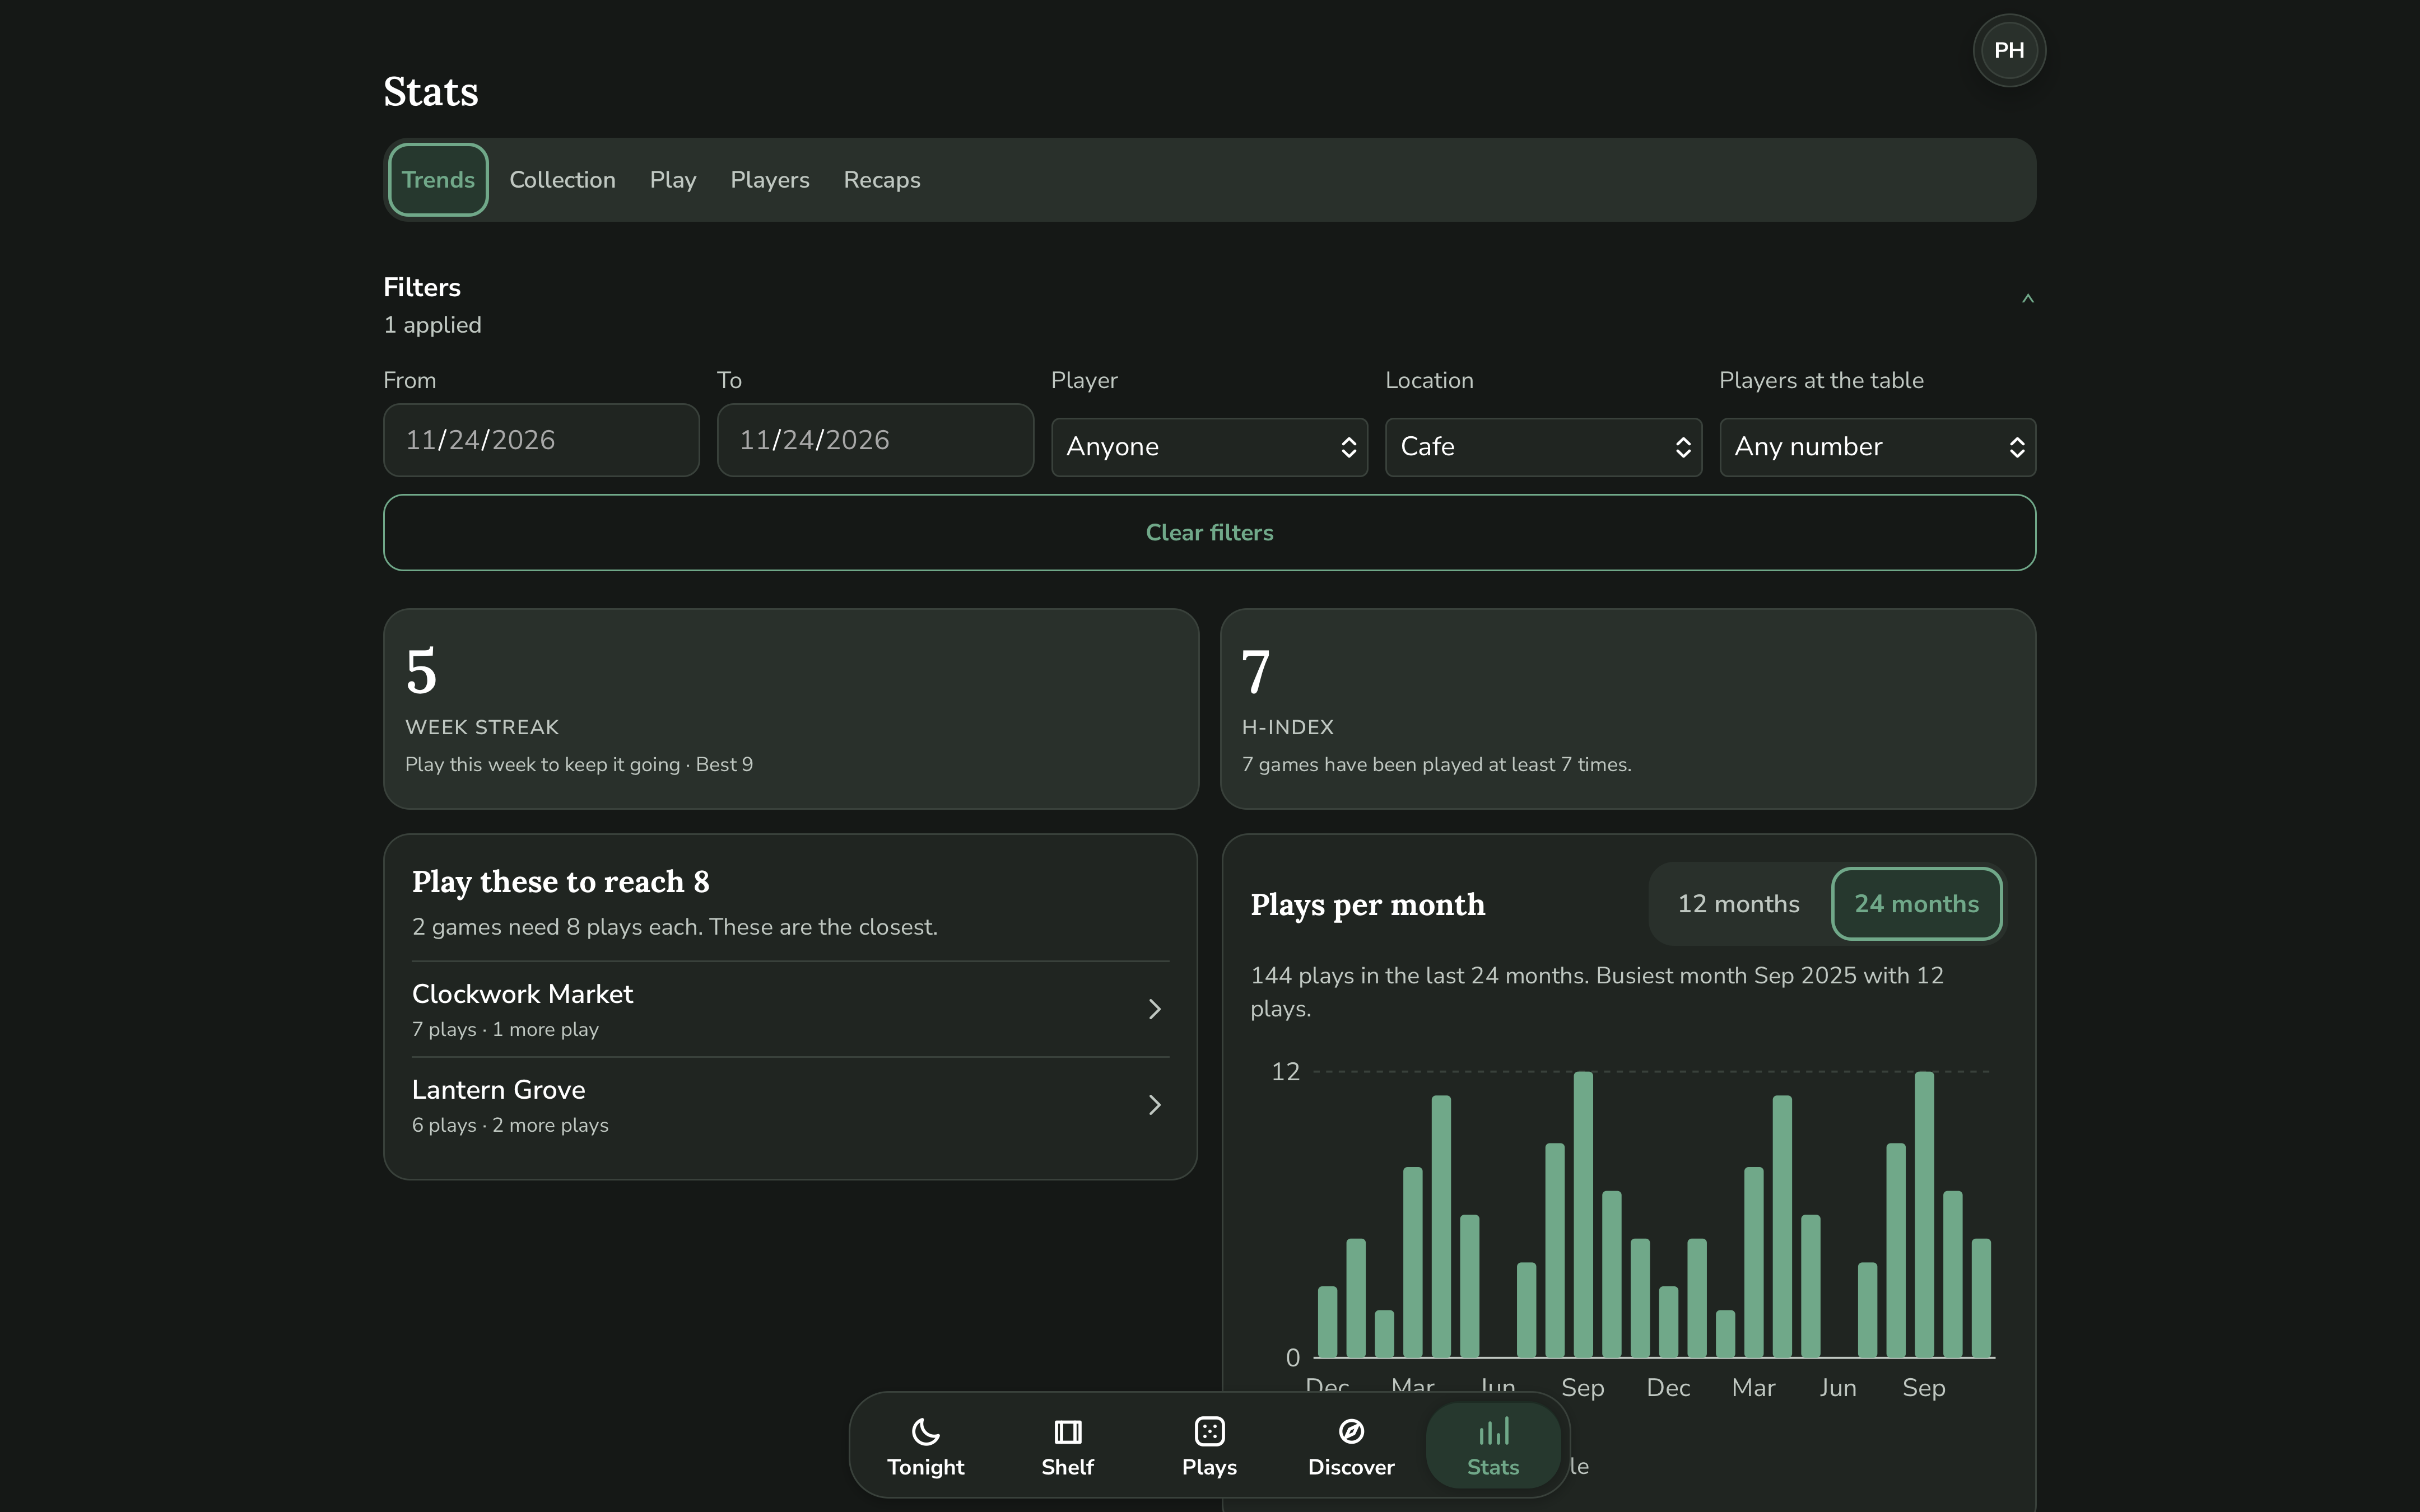 PH
Stats
Trends
Collection
Play
Players
Recaps
Filters
1 applied
From
To
Player
Location
Players at the table
11/24/2026
11/24/2026
Anyone
Cafe
Any number
Clear filters
5
WEEK STREAK
Play this week to keep it going · Best 9
7
H-INDEX
7 games have been played at least 7 times.
Play these to reach 8
2 games need 8 plays each. These are the closest.
Clockwork Market
7 plays · 1 more play
Lantern Grove
6 plays · 2 more plays
Plays per month
12 months
24 months
144 plays in the last 24 months. Busiest month Sep 2025 with 12
plays.
12
0
Dec Mar Jun Sep Dec Mar Jun Sep
Tonight
Shelf
Plays
Discover
Stats